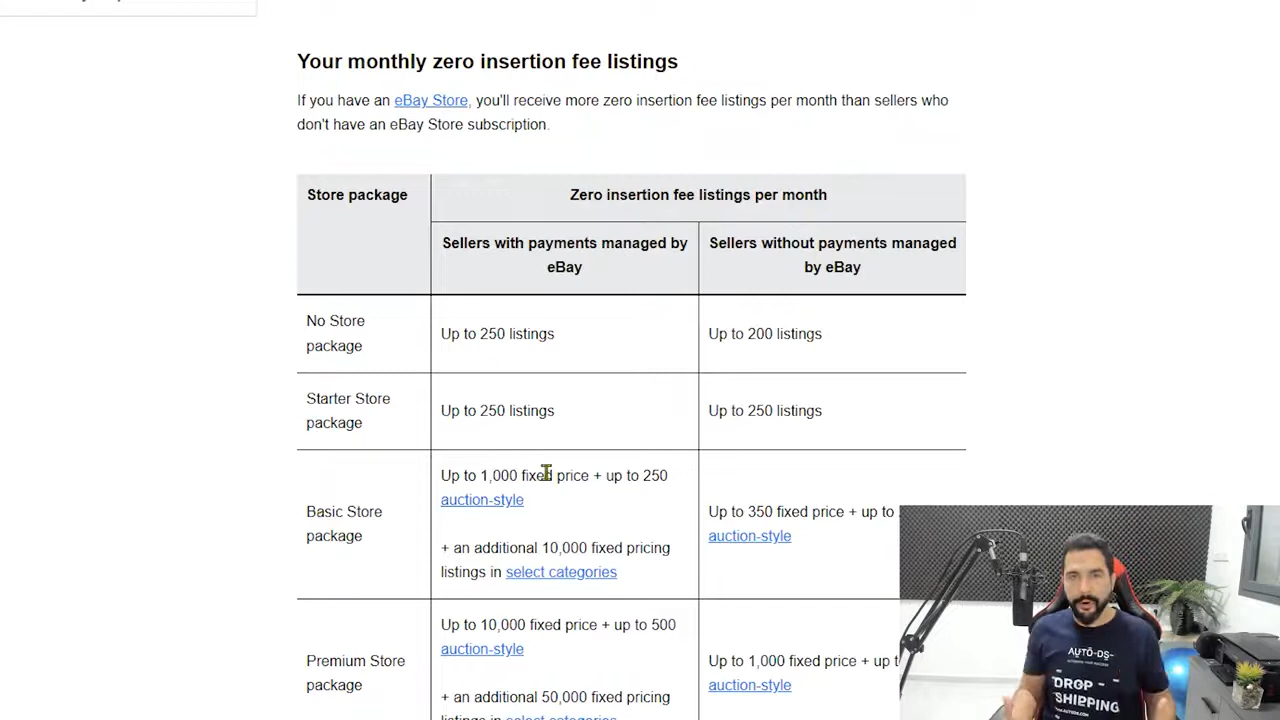 Your monthly zero insertion fee listings
If you have an eBay Store, you'll receive more zero insertion fee listings per month than sellers who
don't have an eBay Store subscription.
Store package
Zero insertion fee listings per month
Sellers with payments managed by
eBay
Sellers without payments managed
by eBay
No Store
package
Up to 250 listings
Up to 200 listings
Starter Store
package
Up to 250 listings
Up to 250 listings
Basic Store
package
Up to 1,000 fixed price + up to 250
auction-style
+ an additional 10,000 fixed pricing
listings in select categories
Up to 350 fixed price + up to
auction-style
Premium Store
package
Up to 10,000 fixed price + up to 500
auction-style
+ an additional 50,000 fixed pricing
listings in select categories
Up to 1,000 fixed price + up
auction-style
AUTO-DS
DROP
SHIPPING